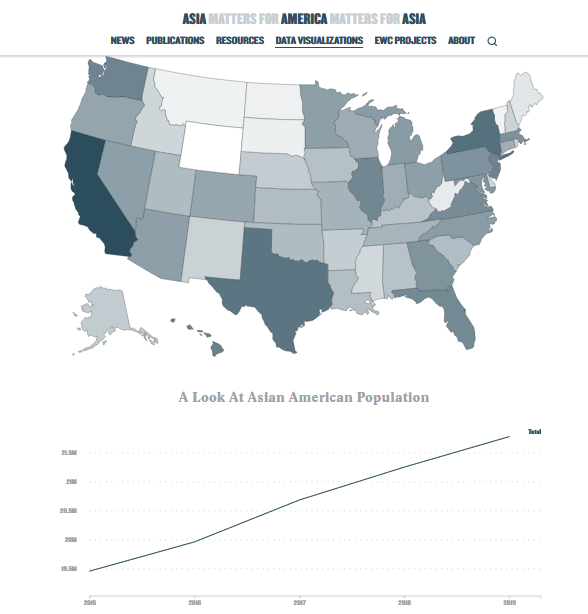 ASIA MATTERS FOR AMERICA MATTERS FOR ASIA
NEWS PUBLICATIONS RESOURCES DATA VISUALIZATIONS EWC PROJECTS ABOUT
A Look At Asian American Population
Total
21.5M
21M
20.5M
20M
19.5M
2015 2016 2017 2018 2019